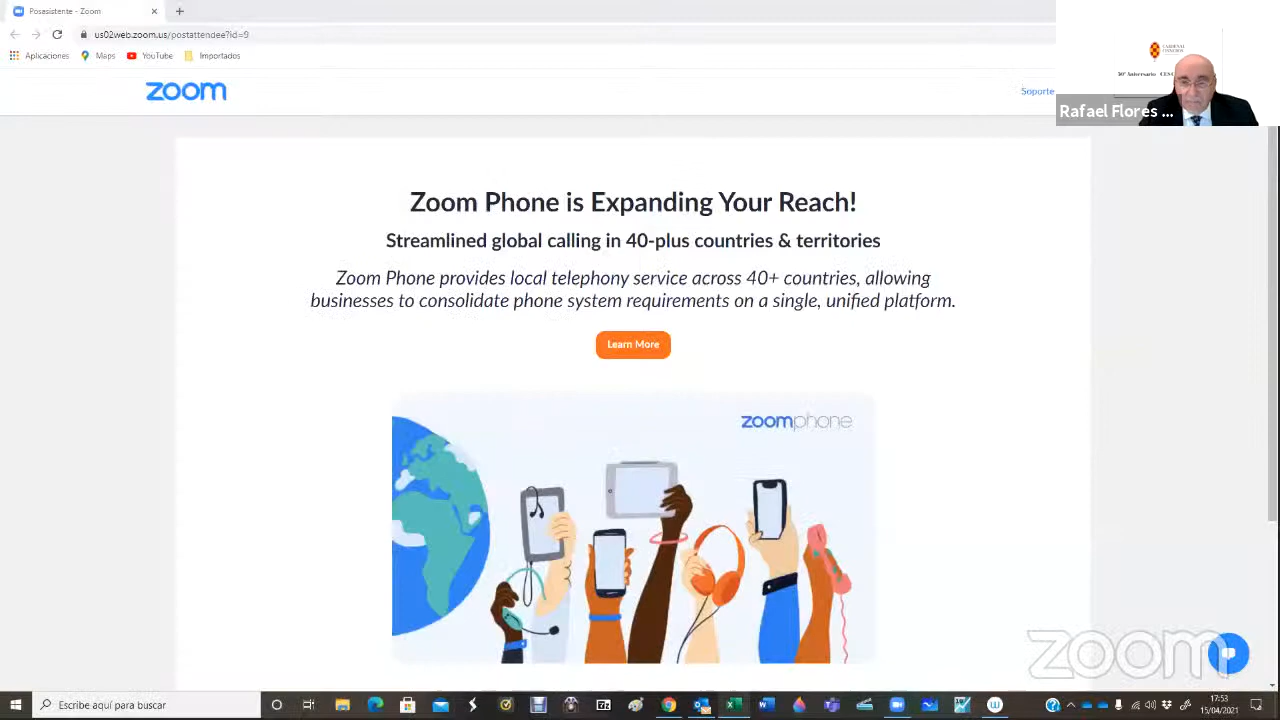 Posasistente - Zoom
us02web.zoom.us/postattendee?id=9
Aplicaciones
Maps
YouTube
Importados
zoom
Soporte
Rafael Flores ...
Zoom Phone is Expanding Your Reach!
Streamlined global calling in 40-plus countries & territories
Zoom Phone provides local telephony service across 40+ countries, allowing
businesses to consolidate phone system requirements on a single, unified platform.
Learn More
zoomphone
zoom
Escribe aquí para buscar
17:53
15/04/2021